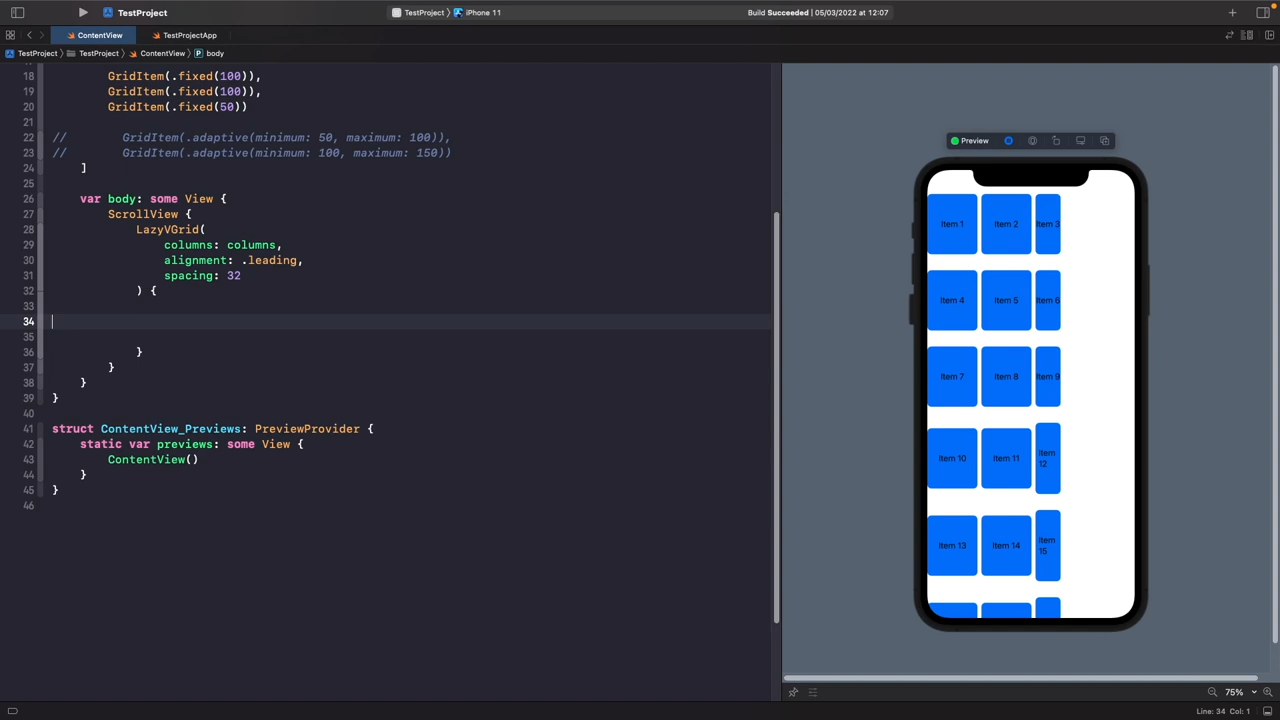 TestProject
TestProject
iPhone 11
Build Succeeded | 05/03/2022 at 12:07
ContentView
TestProjectApp
TestProject
TestProject
ContentView
P
body
18 GridItem(.fixed(100)),
19 GridItem(.fixed(100)),
20 GridItem(.fixed(50))
21
22 // GridItem(.adaptive(minimum: 50, maximum: 100)),
23 // GridItem(.adaptive(minimum: 100, maximum: 150))
24 ]
25
26 var body: some View {
27 ScrollView {
28 LazyVGrid(
29 columns: columns,
30 alignment: .leading,
31 spacing: 32
32 ) {
33
34
35
36 }
37 }
38 }
39 }
40
41 struct ContentView_Previews: PreviewProvider {
42 static var previews: some View {
43 ContentView()
44 }
45 }
46
Preview
Item 1 Item 2 Item 3
Item 4 Item 5 Item 6
Item 7 Item 8 Item 9
Item 10 Item 11 Item
12
Item 13 Item 14 Item
15
75%
Line: 34 Col: 1